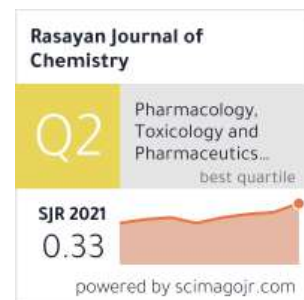 Rasayan Journal of
Chemistry
Q2
Pharmacology,
Toxicology and
Pharmaceutics...
best quartile
SJR 2021
0.33
powered by scimagojr.com